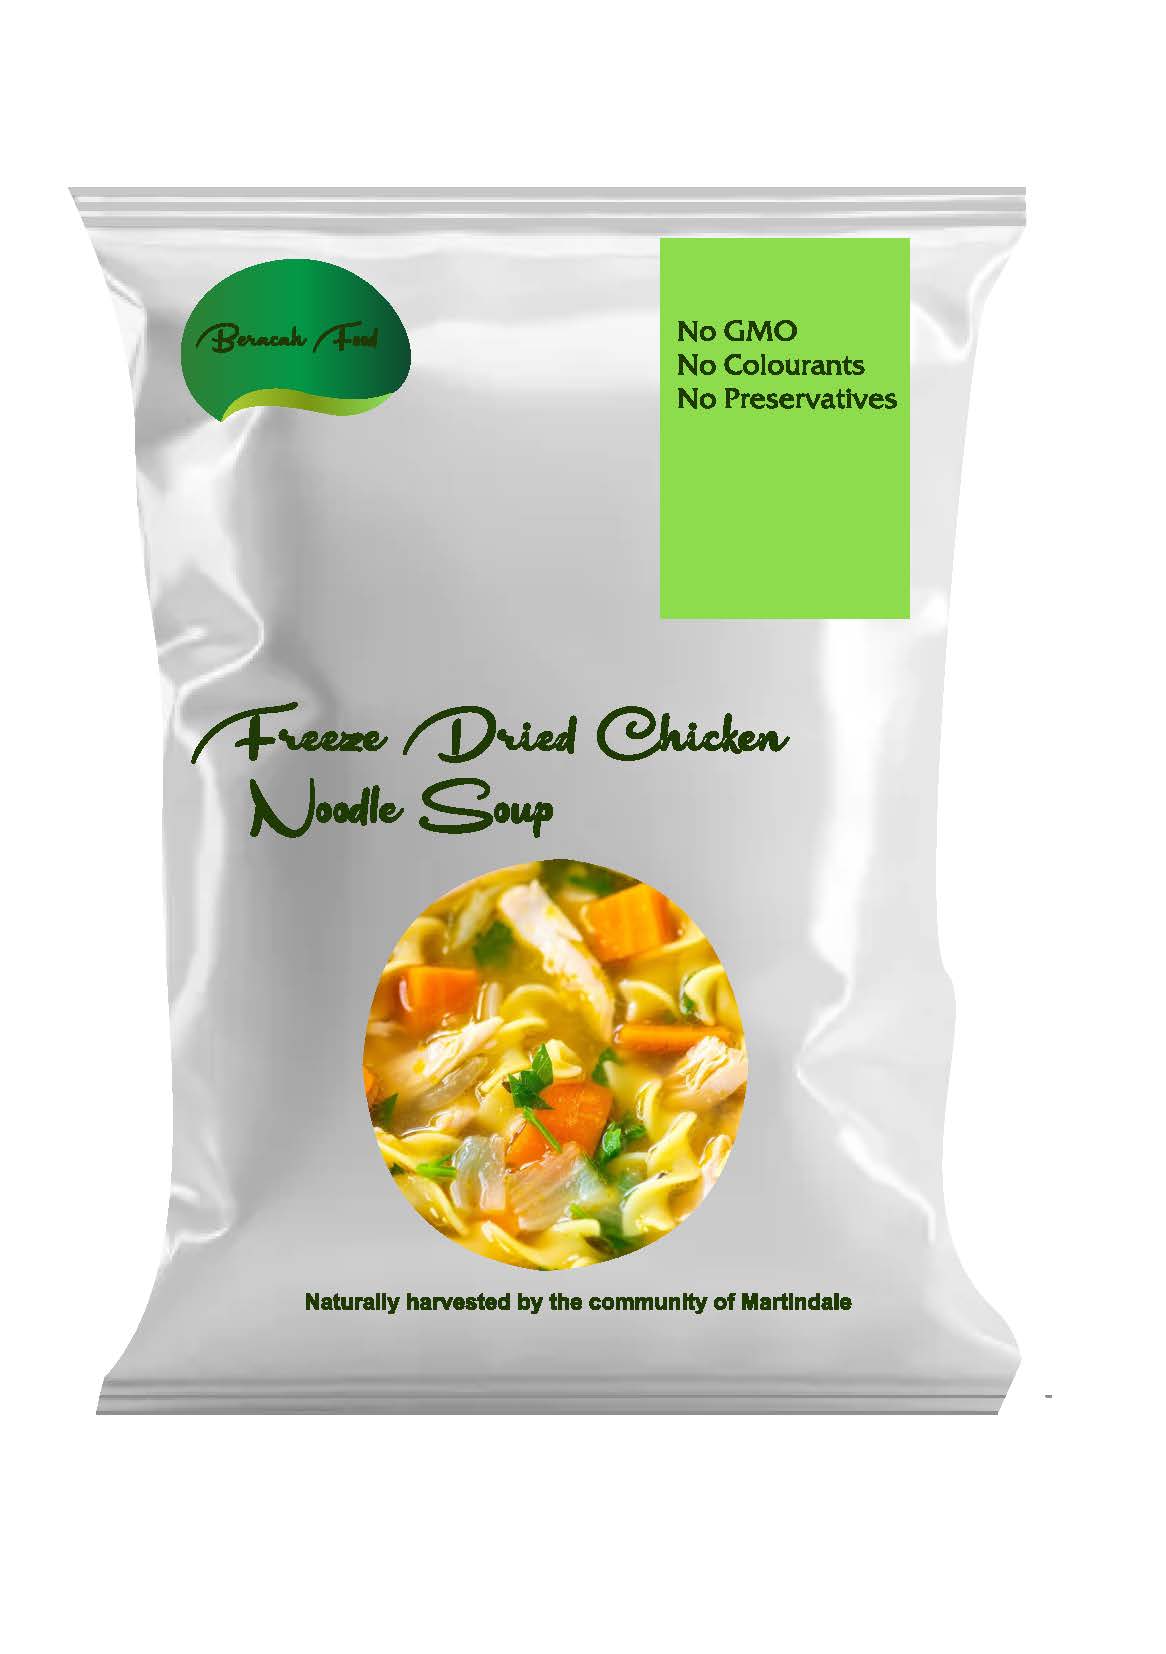 Beracah Food
No GMO
No Colourants
No Preservatives
Freeze Dried Chicken
Noodle Soup
Naturally harvested by the community of Martindale